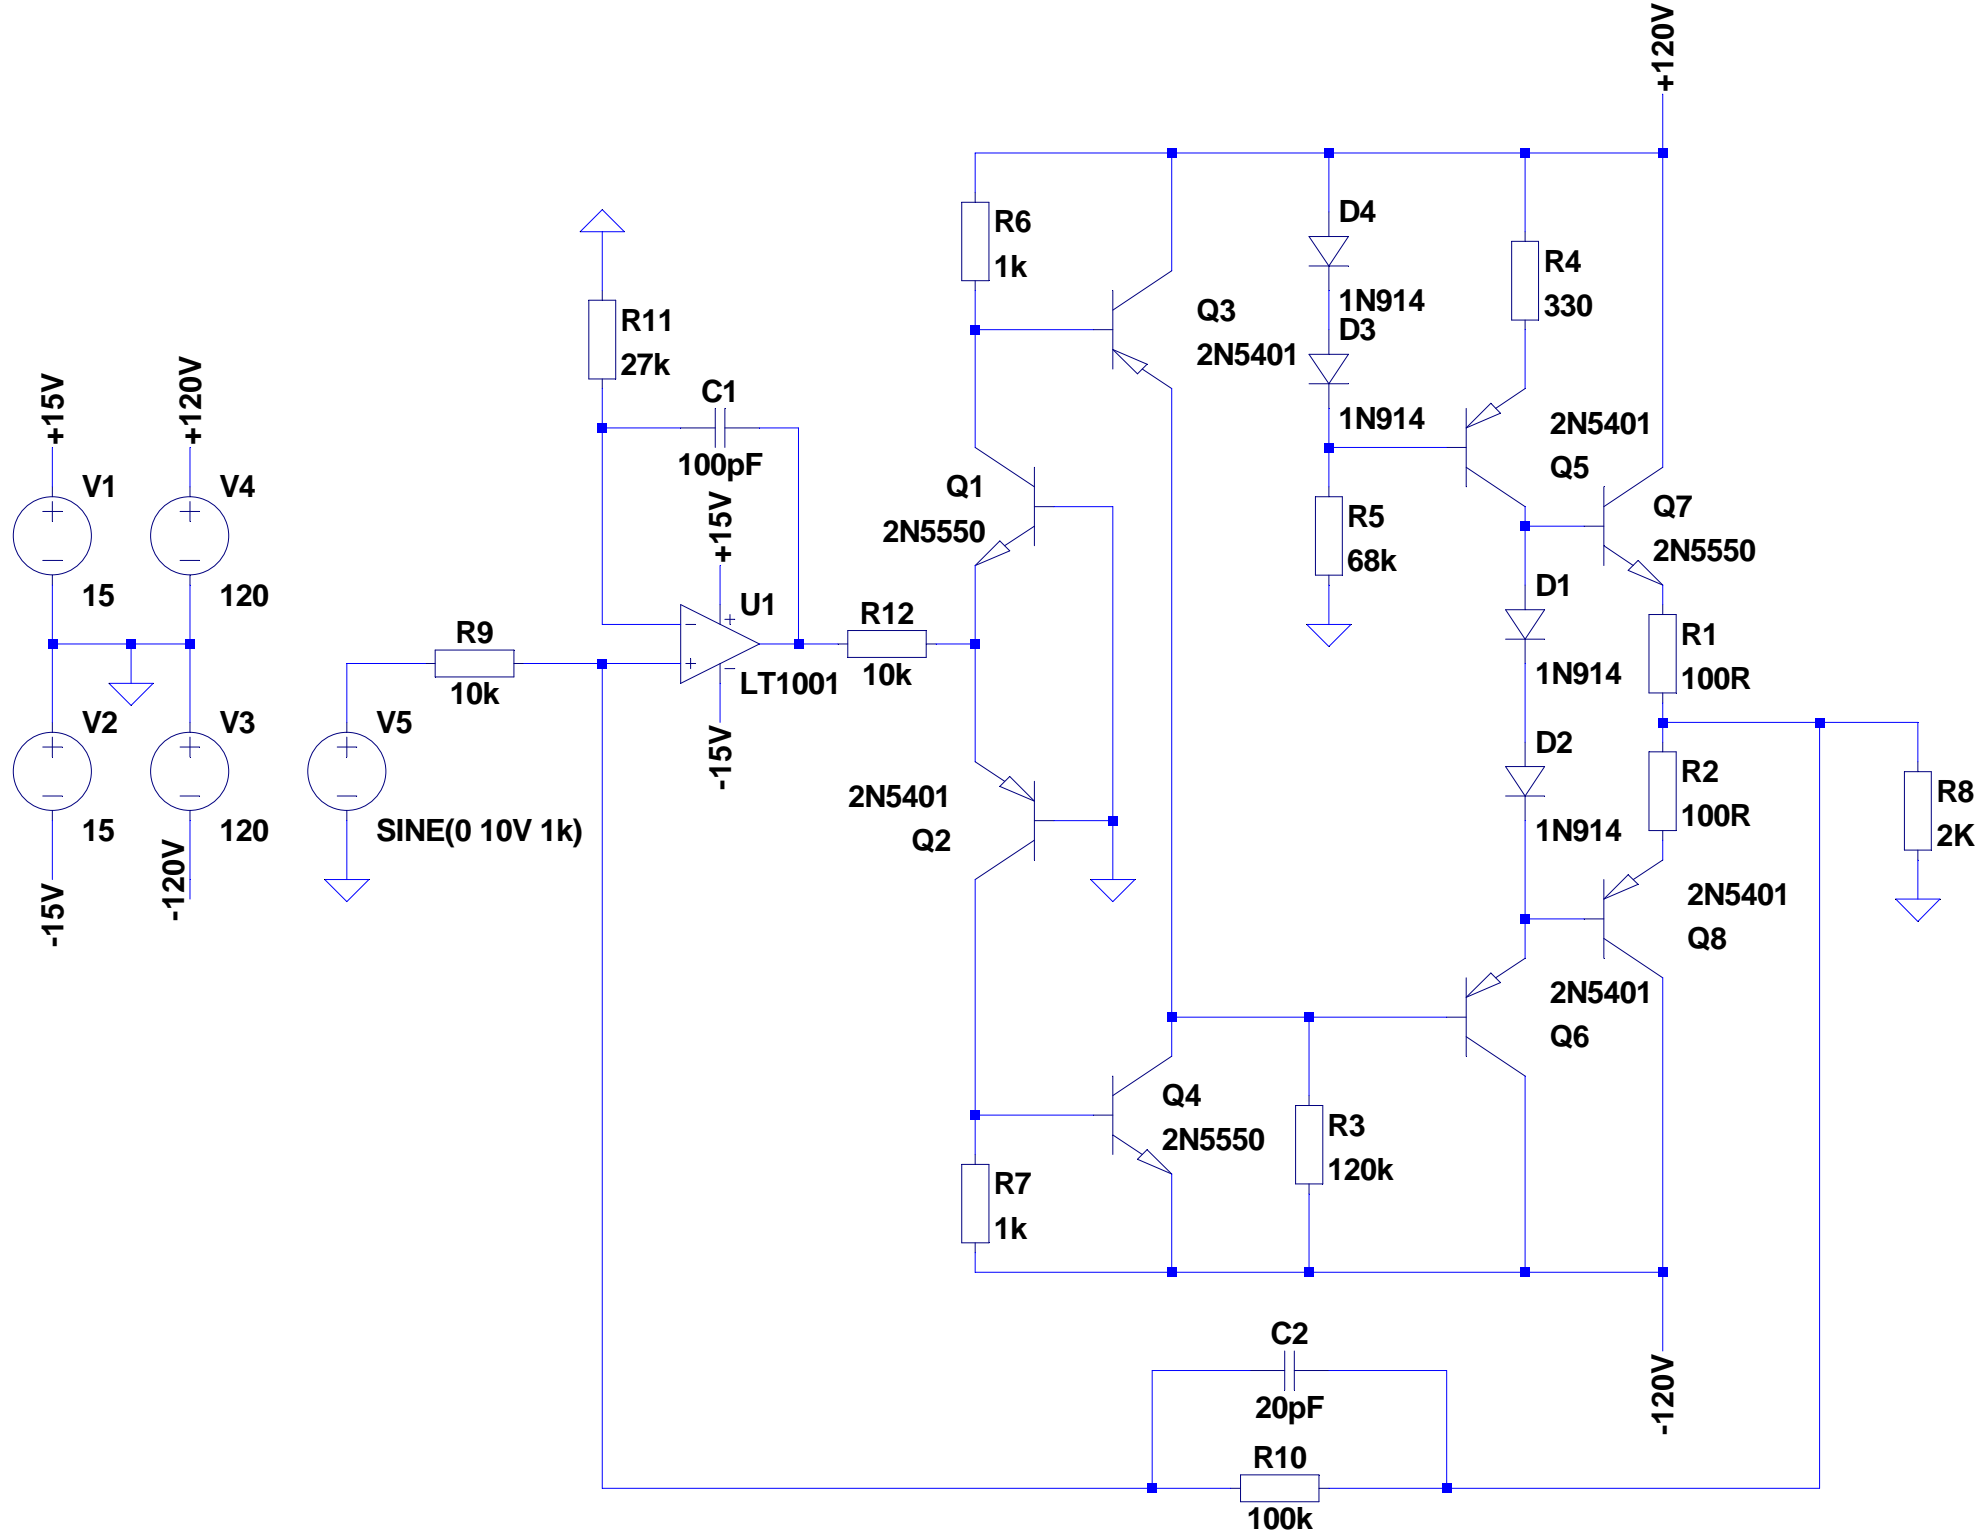 +120V
D4
R6
1k
R4
330
1N914
D3
Q3
2N5401
R11
27k
+15V
+120V
C1
100pF
1N914
2N5401
Q5
V1
15
V4
120
+15V
Q1
2N5550
R5
68k
Q7
2N5550
D1
U1
+
−
+
−
LT1001
R12
10k
R9
10k
R1
100R
1N914
V2
15
V3
120
V5
SINE(0 10V 1k)
-15V
D2
R2
100R
R8
2K
2N5401
Q2
1N914
-15V
-120V
2N5401
Q8
2N5401
Q6
Q4
2N5550
R3
120k
R7
1k
C2
20pF
-120V
R10
100k